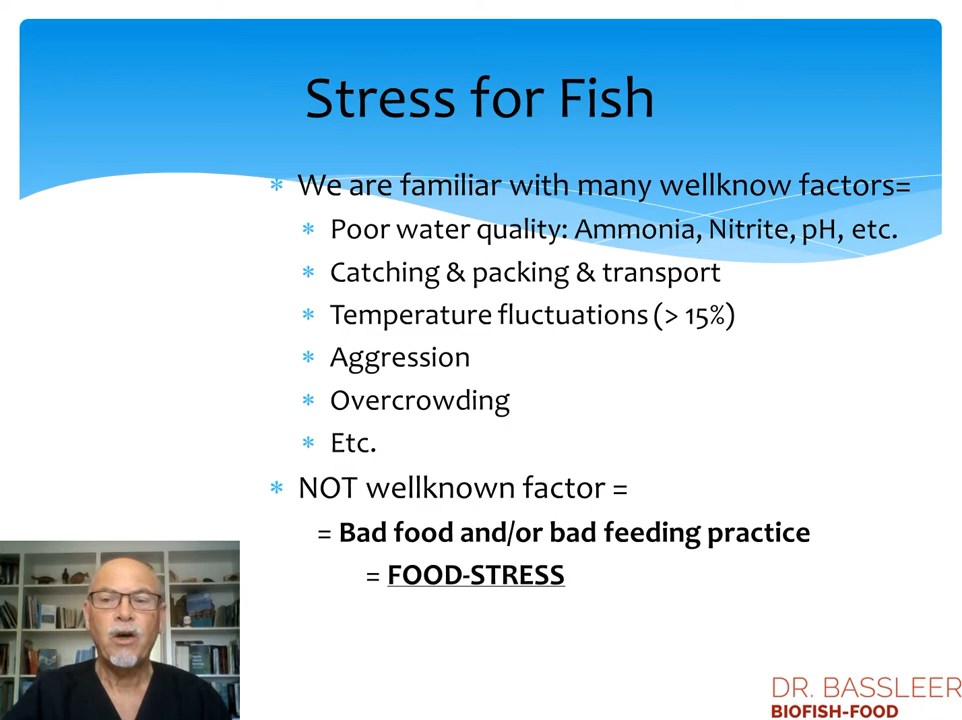 Stress for Fish
* We are familiar with many wellknow factors=
* Poor water quality: Ammonia, Nitrite, pH, etc.
* Catching & packing & transport
* Temperature fluctuations (> 15%)
* Aggression
* Overcrowding
* Etc.
* NOT wellknown factor =
= Bad food and/or bad feeding practice
= FOOD-STRESS
DR. BASSLEER
BIOFISH-FOOD